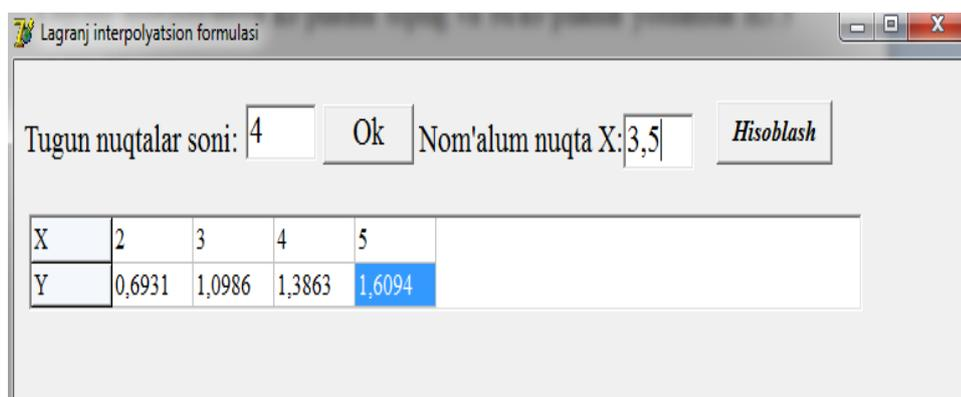 Lagranj interpolyatsion formulasi
Tugun nuqtalar soni: 4 Ok Nom'alum nuqta X: 3,5 Hisoblash
X 2 3 4 5
Y 0,6931 1,0986 1,3863 1,6094